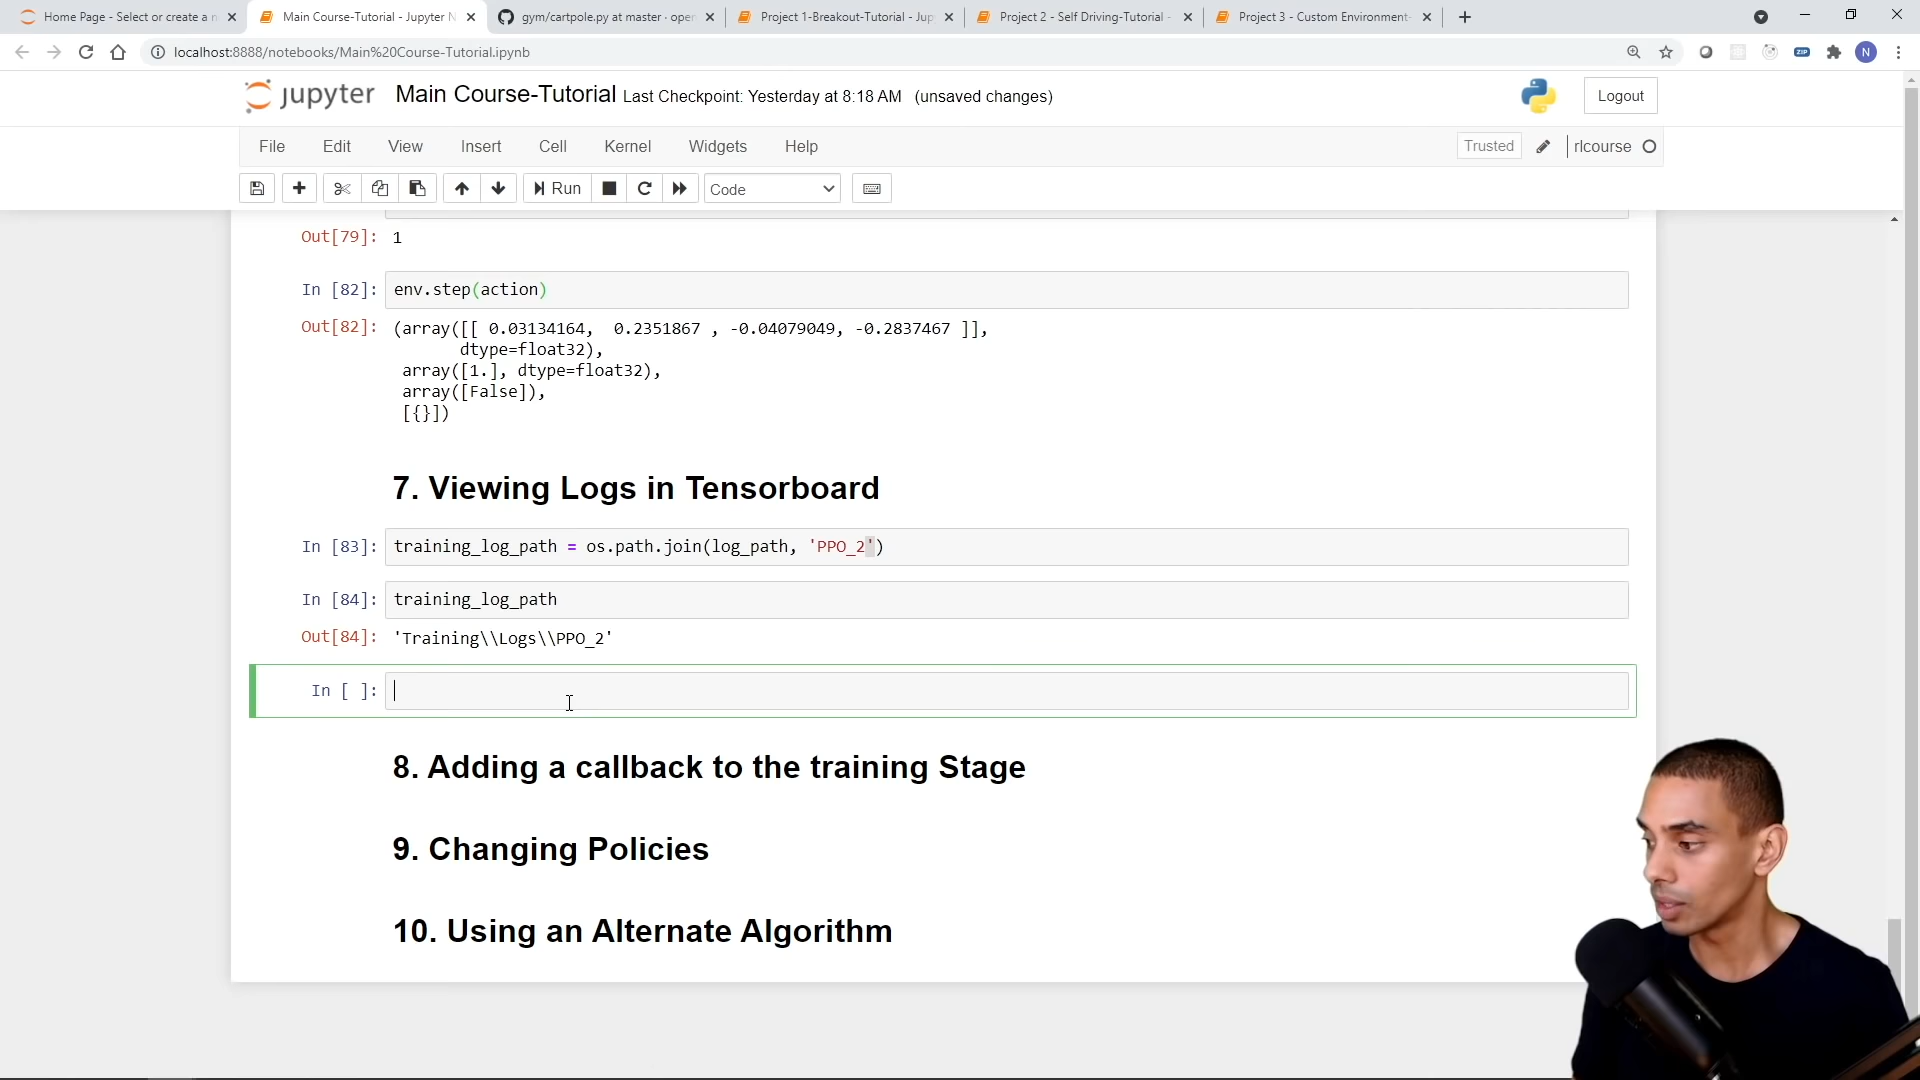 Home Page - Select or create a n
Main Course-Tutorial - Jupyter N
gym/cartpole.py at master · open
Project 1-Breakout-Tutorial - Jup
Project 2 - Self Driving-Tutorial -
Project 3 - Custom Environment-
localhost:8888/notebooks/Main%20Course-Tutorial.ipynb
ZIP
N
jupyter Main Course-Tutorial Last Checkpoint: Yesterday at 8:18 AM (unsaved changes)
Logout
File Edit View Insert Cell Kernel Widgets Help
Trusted rlcourse
Run Code
Out[79]: 1
In [82]: env.step(action)
Out[82]: (array([[ 0.03134164, 0.2351867 , -0.04079049, -0.2837467 ]],
dtype=float32),
array([1.], dtype=float32),
array([False]),
[{}])
7. Viewing Logs in Tensorboard
In [83]: training_log_path = os.path.join(log_path, 'PPO_2')
In [84]: training_log_path
Out[84]: 'Training\\Logs\\PPO_2'
In [ ]:
8. Adding a callback to the training Stage
9. Changing Policies
10. Using an Alternate Algorithm